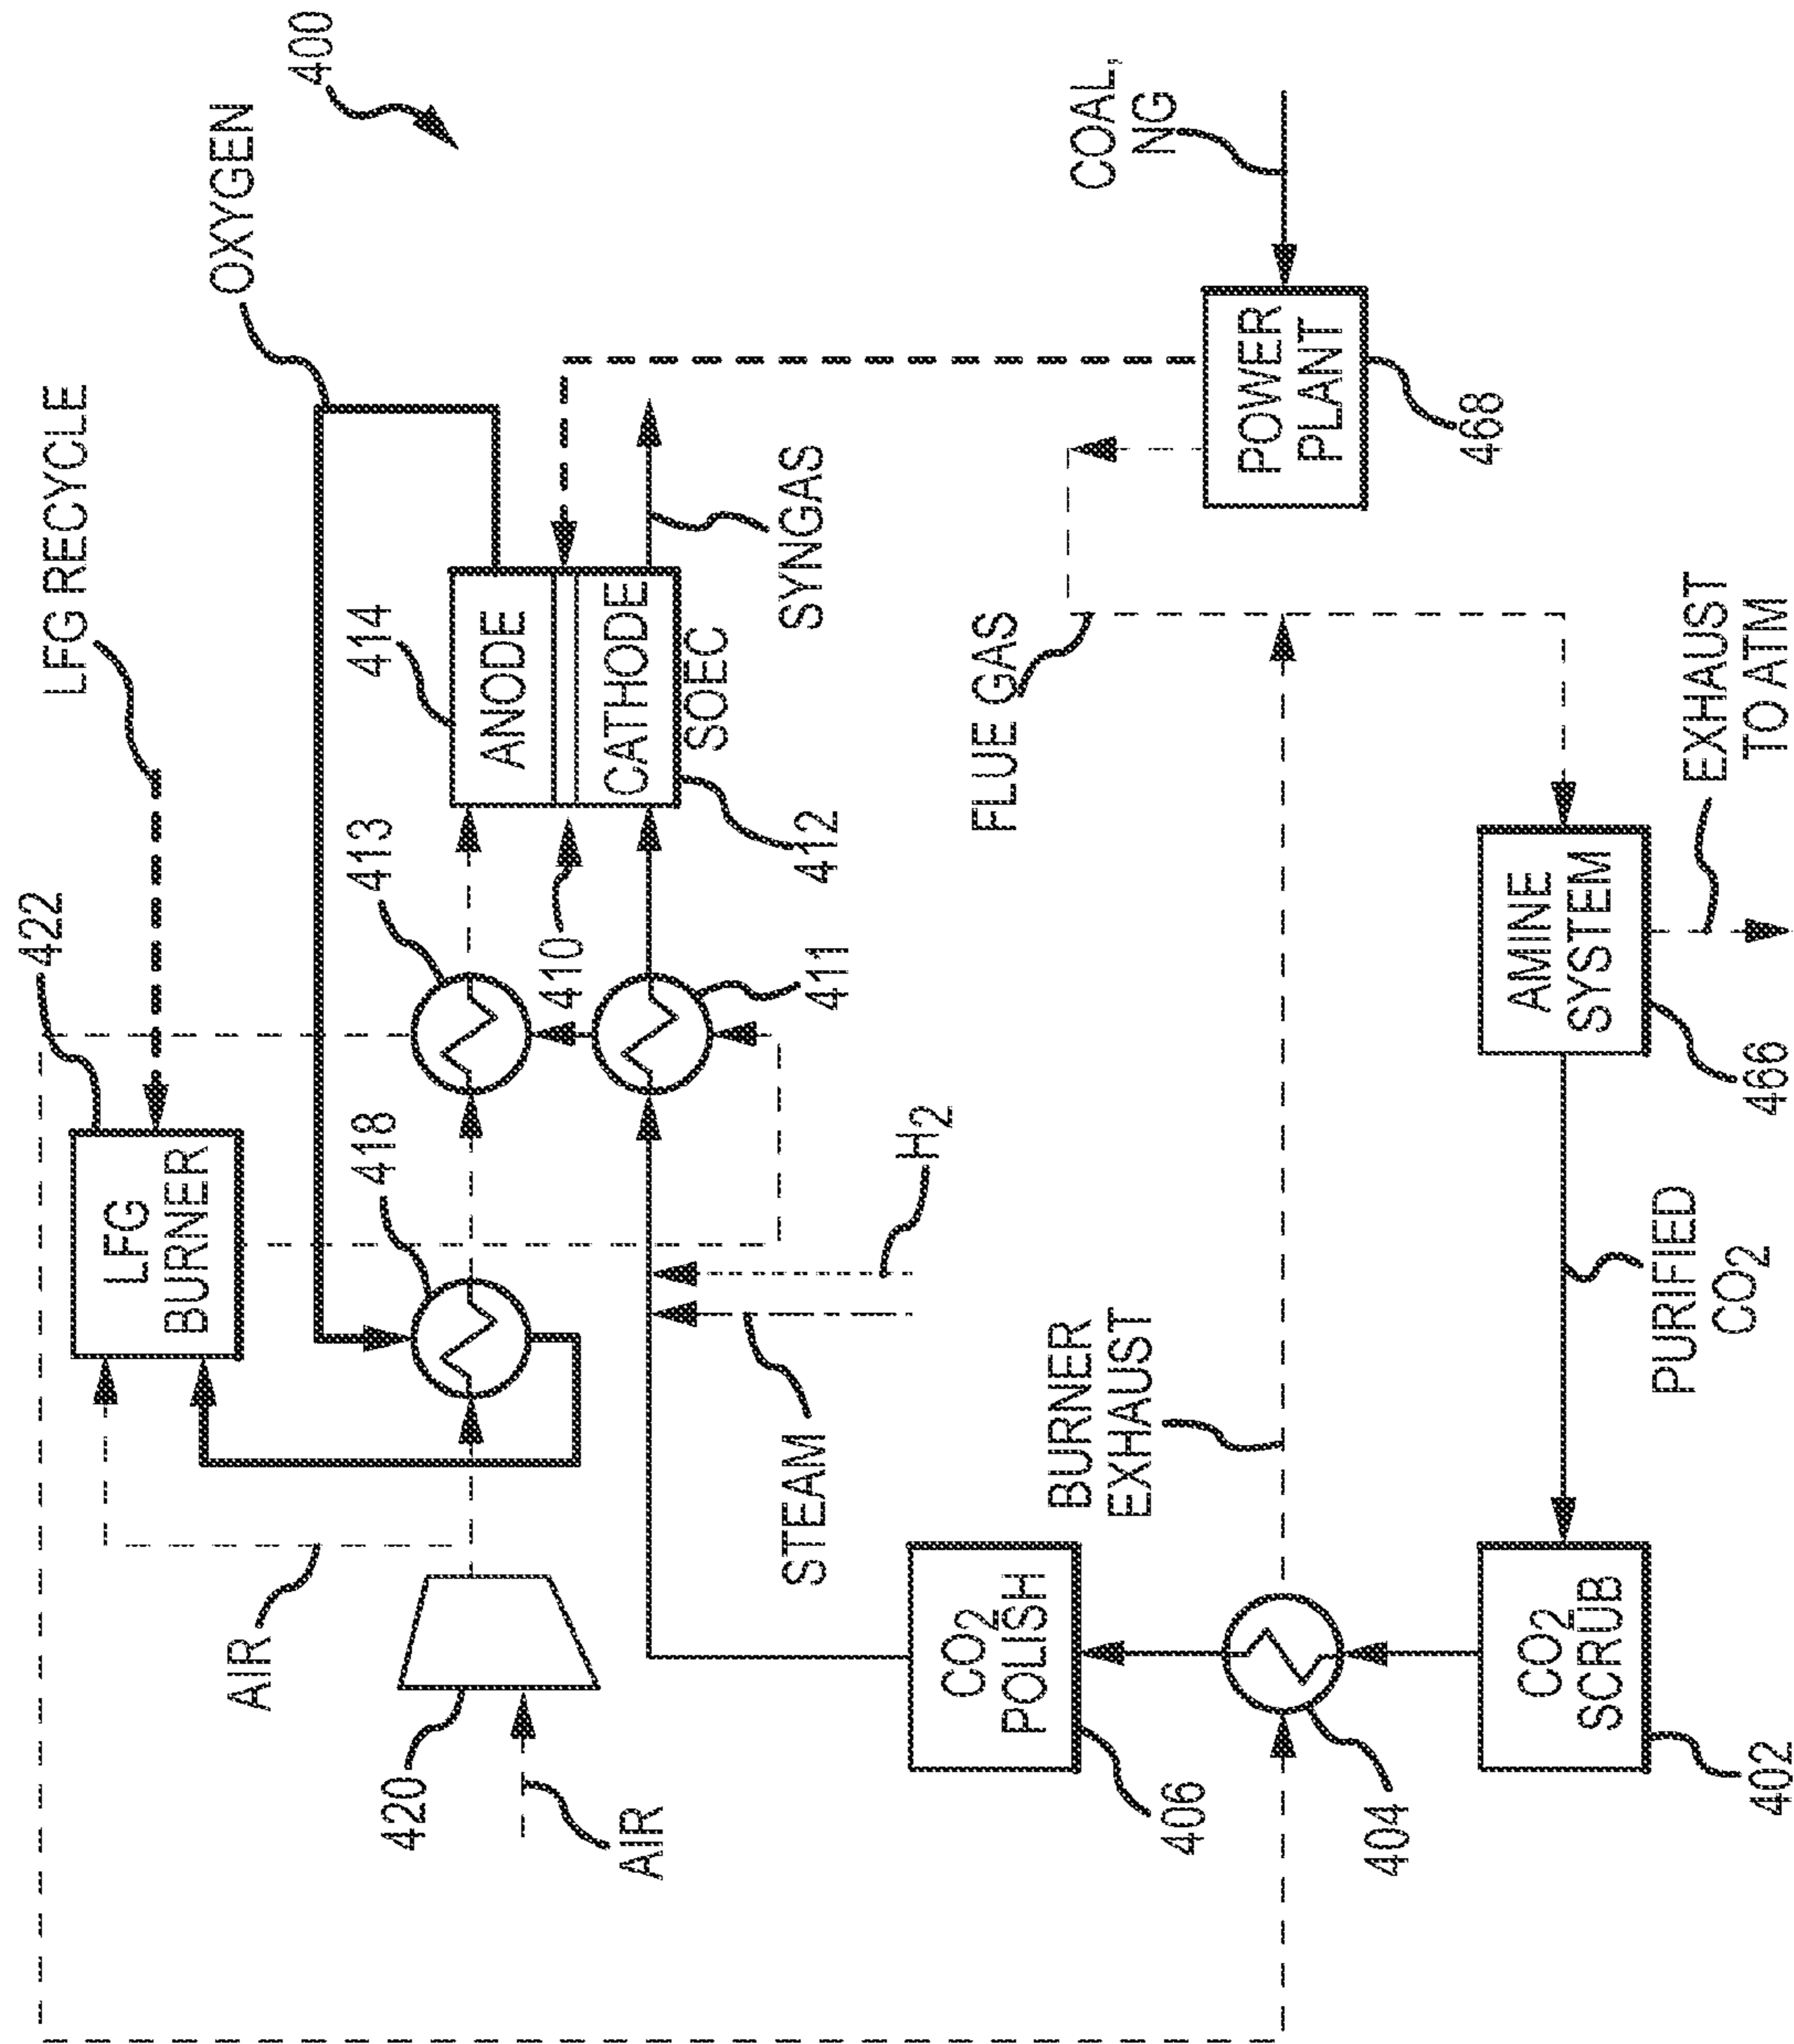 400
OXYGEN
LFG RECYCLE
422
LFG
BURNER
414
ANODE
CATHODE
SOEC
412
413
410
411
418
SYNGAS
AIR
420
AIR
STEAM
H2
COAL,
NG
POWER
PLANT
468
FLUE GAS
EXHAUST
TO ATM
AMINE
SYSTEM
466
BURNER
EXHAUST
PURIFIED
CO2
CO2
POLISH
406
404
CO2
SCRUB
402